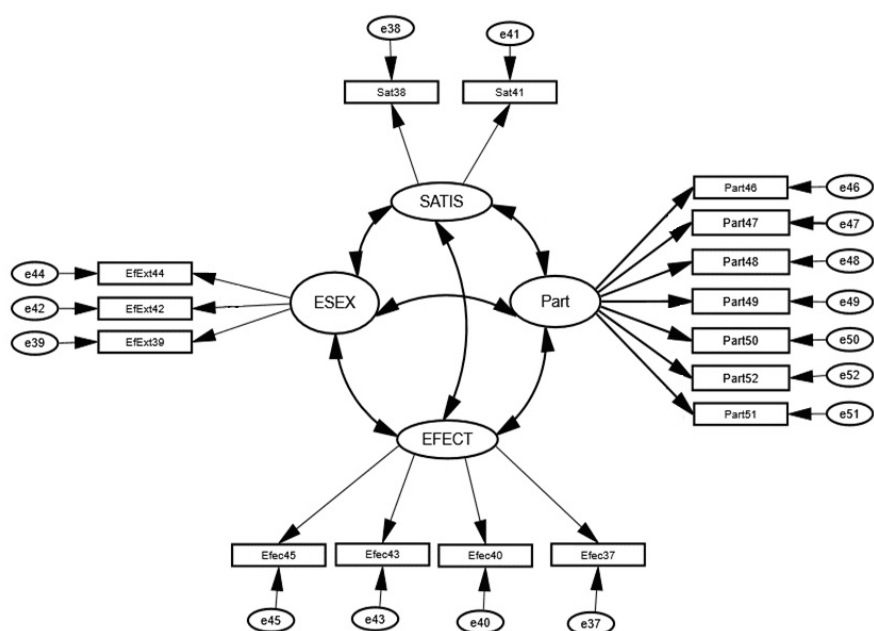 e38
e41
Sat38
Sat41
SATIS
Part46
e46
Part47
e47
Part48
e48
Part49
e49
Part50
e50
Part52
e52
Part51
e51
e44
EfExt44
e42
EfExt42
e39
EfExt39
ESEX
Part
EFECT
Efec45
Efec43
Efec40
Efec37
e45
e43
e40
e37